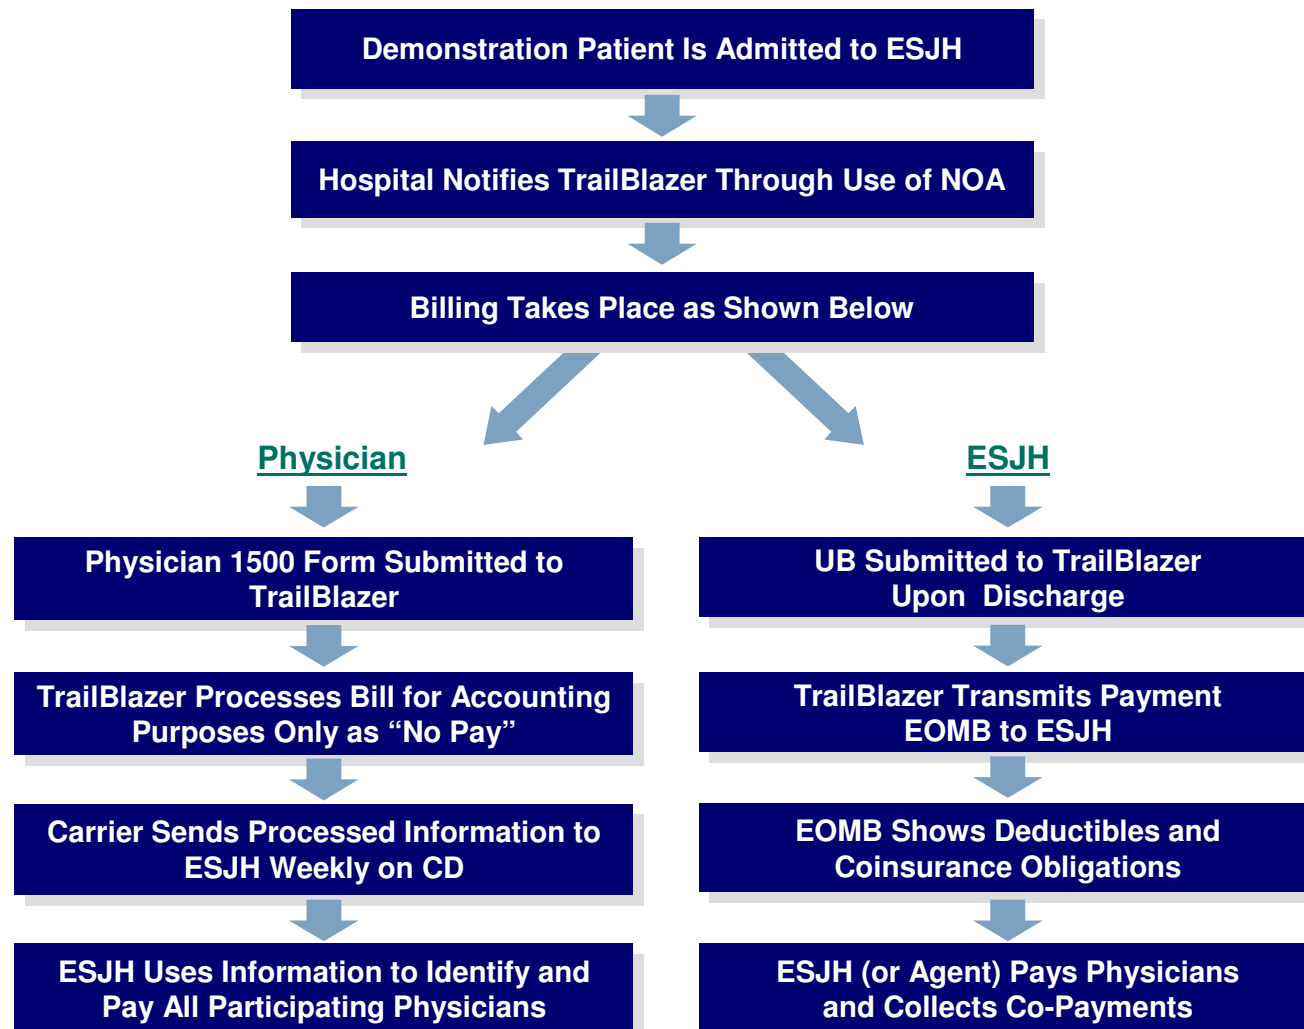 Demonstration Patient Is Admitted to ESJH
Hospital Notifies TrailBlazer Through Use of NOA
Billing Takes Place as Shown Below
Physician
Physician 1500 Form Submitted to
TrailBlazer
TrailBlazer Processes Bill for Accounting
Purposes Only as “No Pay”
Carrier Sends Processed Information to
ESJH Weekly on CD
ESJH Uses Information to Identify and
Pay All Participating Physicians
ESJH
UB Submitted to TrailBlazer
Upon Discharge
TrailBlazer Transmits Payment
EOMB to ESJH
EOMB Shows Deductibles and
Coinsurance Obligations
ESJH (or Agent) Pays Physicians
and Collects Co-Payments